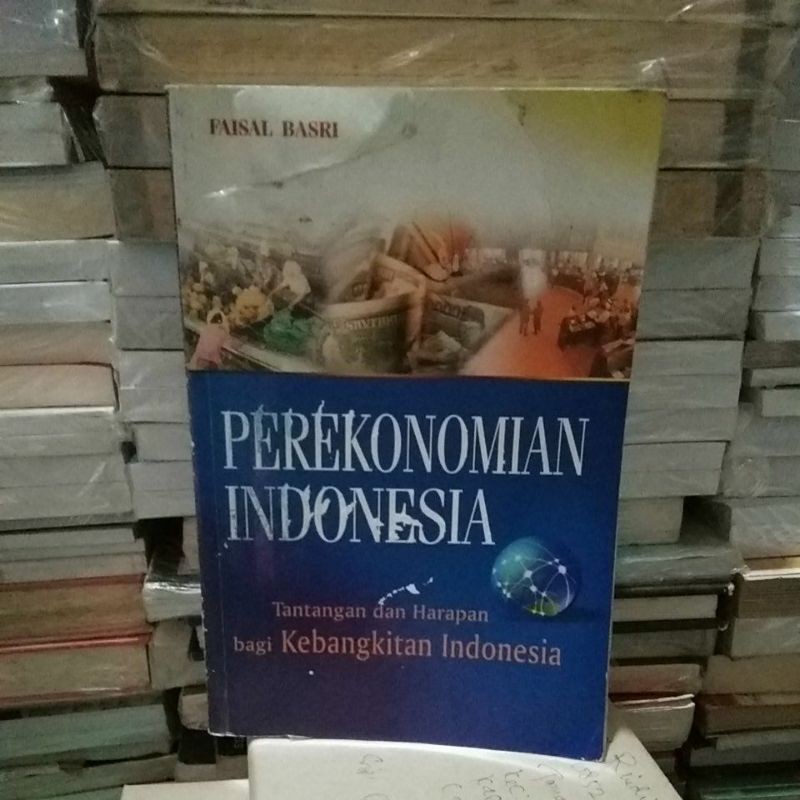 FAISAL BASRI
PEREKONOMIAN
INDONESIA
Tantangan dan Harapan
bagi Kebangkitan Indonesia